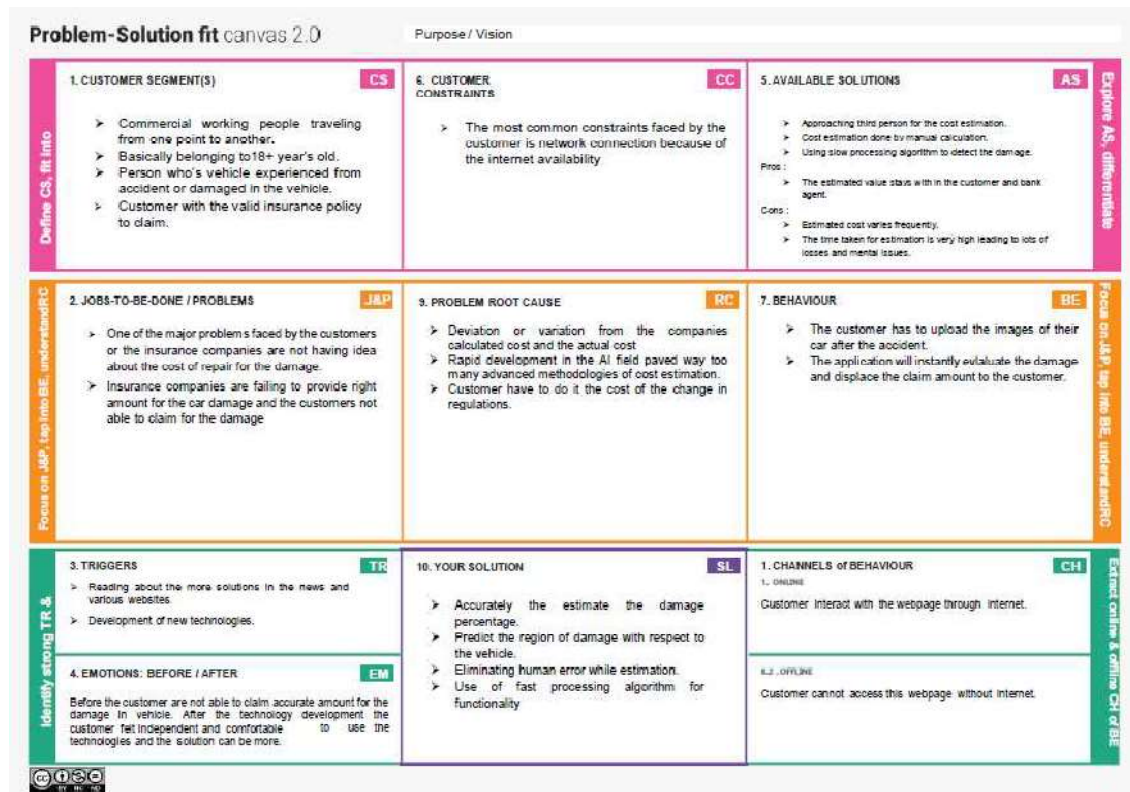 Problem-Solution fit canvas 2.0
Purpose / Vision
Define CS, fit into
1. CUSTOMER SEGMENT(S)
CS
➢ Commercial working people traveling
from one point to another.
➢ Basically belonging to18+ year's old.
➢ Person who's vehicle experienced from
accident or damaged in the vehicle.
➢ Customer with the valid insurance policy
to claim.
6. CUSTOMER
CONSTRAINTS
CC
➢ The most common constraints faced by the
customer is network connection because of
the internet availability
5. AVAILABLE SOLUTIONS
AS
➢ Approaching third person for the cost estimation.
➢ Cost estimation done by manual calculation.
➢ Using slow processing algorithm to detect the damage.
Pros :
➢ The estimated value stays with in the customer and bank
agent.
Cons :
➢ Estimated cost varies frequently.
➢ The time taken for estimation is very high leading to lots of
losses and mental issues.
Explore AS, differentiate
Focus on J&P, tap into BE, understandRC
2. JOBS-TO-BE-DONE / PROBLEMS
J&P
➢ One of the major problems faced by the customers
or the insurance companies are not having idea
about the cost of repair for the damage.
➢ Insurance companies are failing to provide right
amount for the car damage and the customers not
able to claim for the damage
9. PROBLEM ROOT CAUSE
RC
➢ Deviation or variation from the companies
calculated cost and the actual cost
➢ Rapid development in the AI field paved way too
many advanced methodologies of cost estimation.
➢ Customer have to do it the cost of the change in
regulations.
7. BEHAVIOUR
BE
➢ The customer has to upload the images of their
car after the accident.
➢ The application will instantly evlaluate the damage
and displace the claim amount to the customer.
Focus on J&P, tap into BE, understandRC
Identify strong TR &
3. TRIGGERS
TR
➢ Reading about the more solutions in the news and
various websites.
➢ Development of new technologies.
4. EMOTIONS: BEFORE / AFTER
EM
Before the customer are not able to claim accurate amount for the
damage in vehicle. After the technology development the
customer felt independent and comfortable to use the
technologies and the solution can be more.
10. YOUR SOLUTION
SL
➢ Accurately the estimate the damage
percentage.
➢ Predict the region of damage with respect to
the vehicle.
➢ Eliminating human error while estimation.
➢ Use of fast processing algorithm for
functionality
1. CHANNELS of BEHAVIOUR
CH
1.. ONLINE
Customer interact with the webpage through internet.
OFFLINE
Customer cannot access this webpage without internet.
Extract online & offline CH of BE
cc
BY NC ND